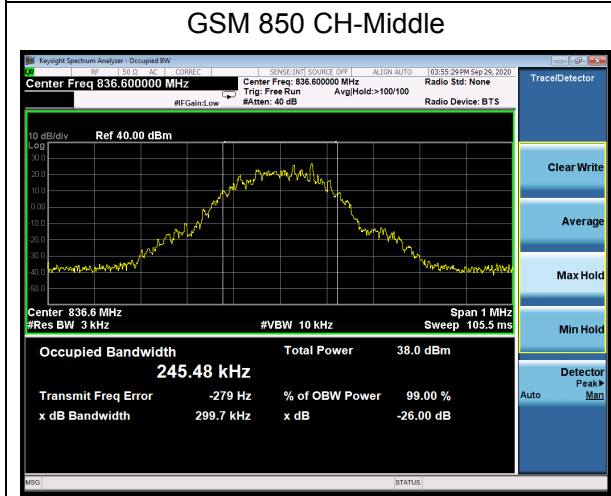 GSM 850 CH-Middle
Keysight Spectrum Analyzer - Occupied BW
RF 50 Ω AC CORREC SENSE:INT SOURCE OFF ALIGN AUTO 03:55:29 PM Sep 29, 2020
Center Freq 836.600000 MHz
Center Freq: 836.600000 MHz Radio Std: None
Trig: Free Run Avg|Hold:>100/100
#IFGain:Low #Atten: 40 dB Radio Device: BTS
Trace/Detector
10 dB/div Ref 40.00 dBm
Log
30.0
20.0
10.0
0.00
-10.0
-20.0
-30.0
-40.0
-50.0
Center 836.6 MHz Span 1 MHz
#Res BW 3 kHz #VBW 10 kHz Sweep 105.5 ms
Occupied Bandwidth Total Power 38.0 dBm
245.48 kHz
Transmit Freq Error -279 Hz % of OBW Power 99.00 %
x dB Bandwidth 299.7 kHz x dB -26.00 dB
Clear Write
Average
Max Hold
Min Hold
Detector
Peak▶
Auto Man
MSG STATUS